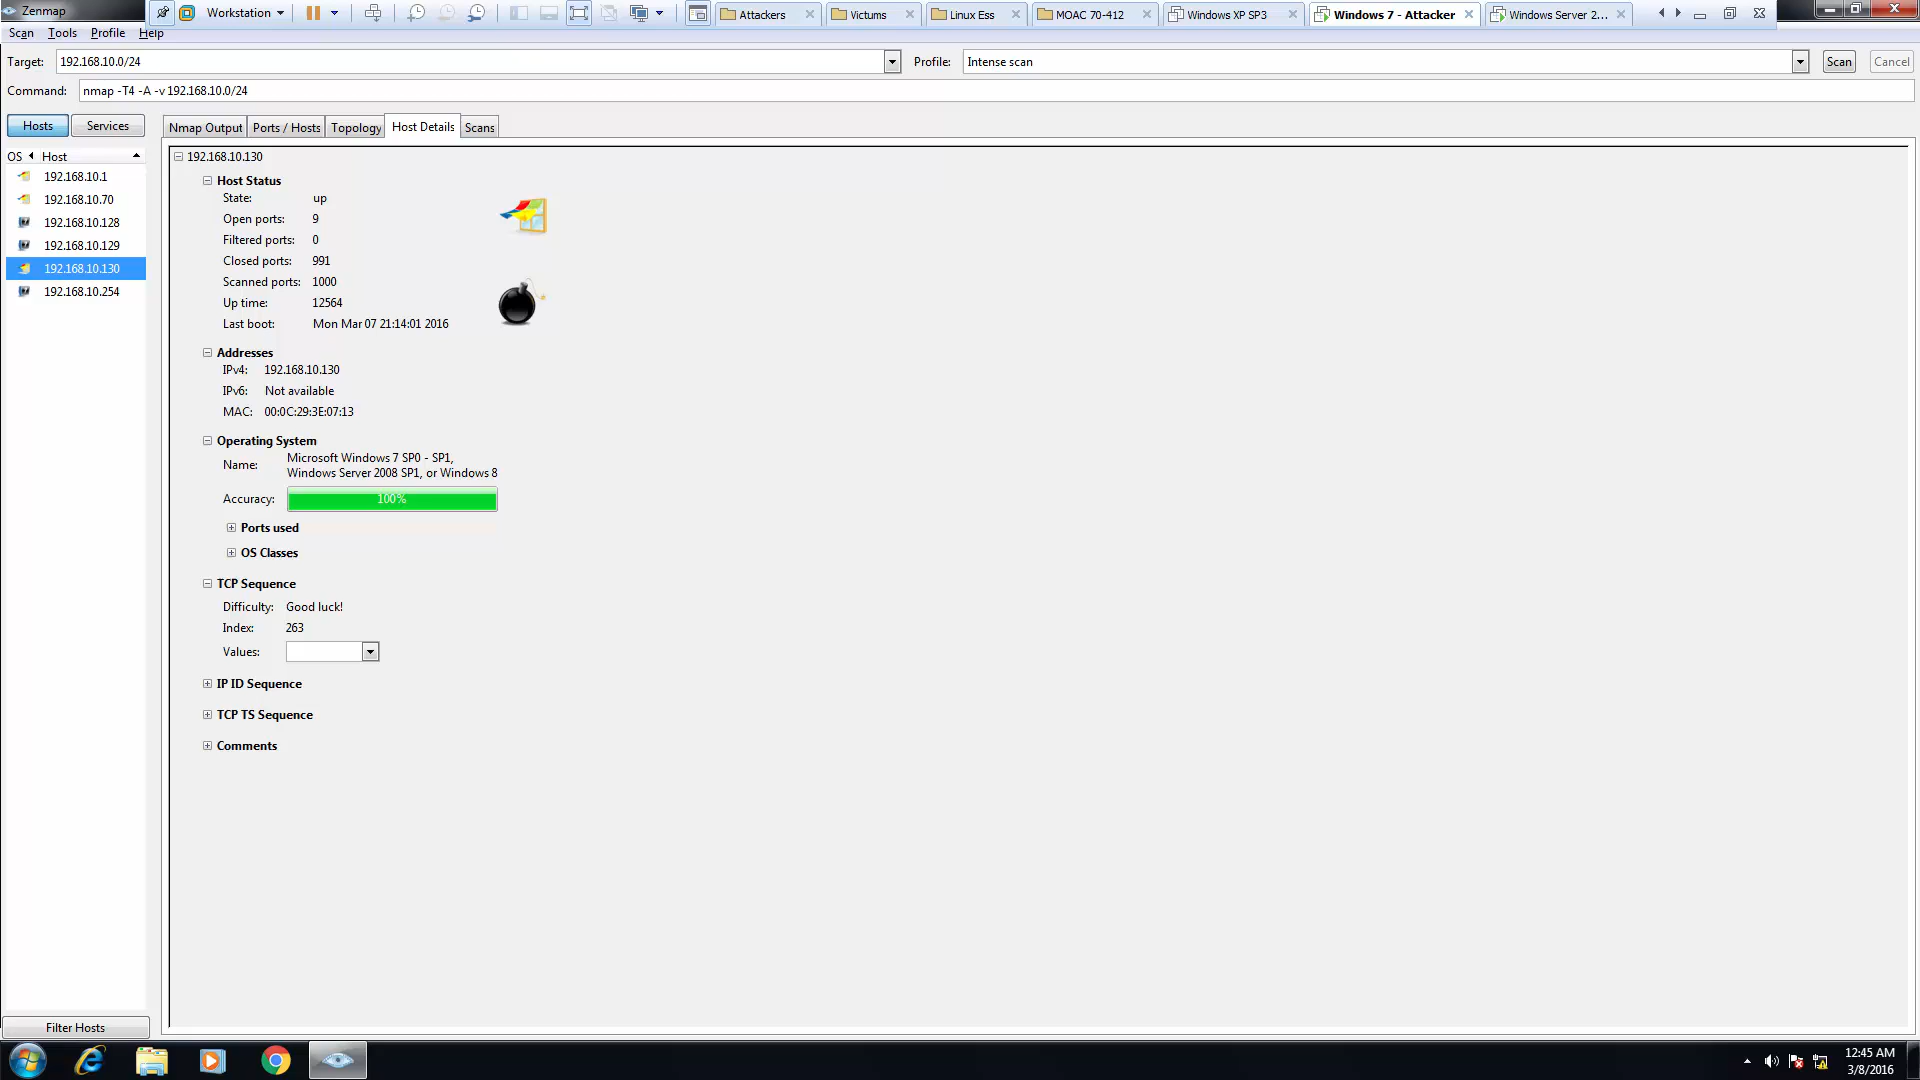 Zenmap
Workstation
Attackers
Victums
Linux Ess
MOAC 70-412
Windows XP SP3
Windows 7 - Attacker
Windows Server 2...
Scan Tools Profile Help
Target: 192.168.10.0/24 Profile: Intense scan Scan Cancel
Command: nmap -T4 -A -v 192.168.10.0/24
Hosts Services
Nmap Output Ports / Hosts Topology Host Details Scans
OS Host
192.168.10.1
192.168.10.70
192.168.10.128
192.168.10.129
192.168.10.130
192.168.10.254
Filter Hosts
192.168.10.130
Host Status
State: up
Open ports: 9
Filtered ports: 0
Closed ports: 991
Scanned ports: 1000
Up time: 12564
Last boot: Mon Mar 07 21:14:01 2016
Addresses
IPv4: 192.168.10.130
IPv6: Not available
MAC: 00:0C:29:3E:07:13
Operating System
Name: Microsoft Windows 7 SP0 - SP1,
Windows Server 2008 SP1, or Windows 8
Accuracy: 100%
Ports used
OS Classes
TCP Sequence
Difficulty: Good luck!
Index: 263
Values:
IP ID Sequence
TCP TS Sequence
Comments
12:45 AM
3/8/2016